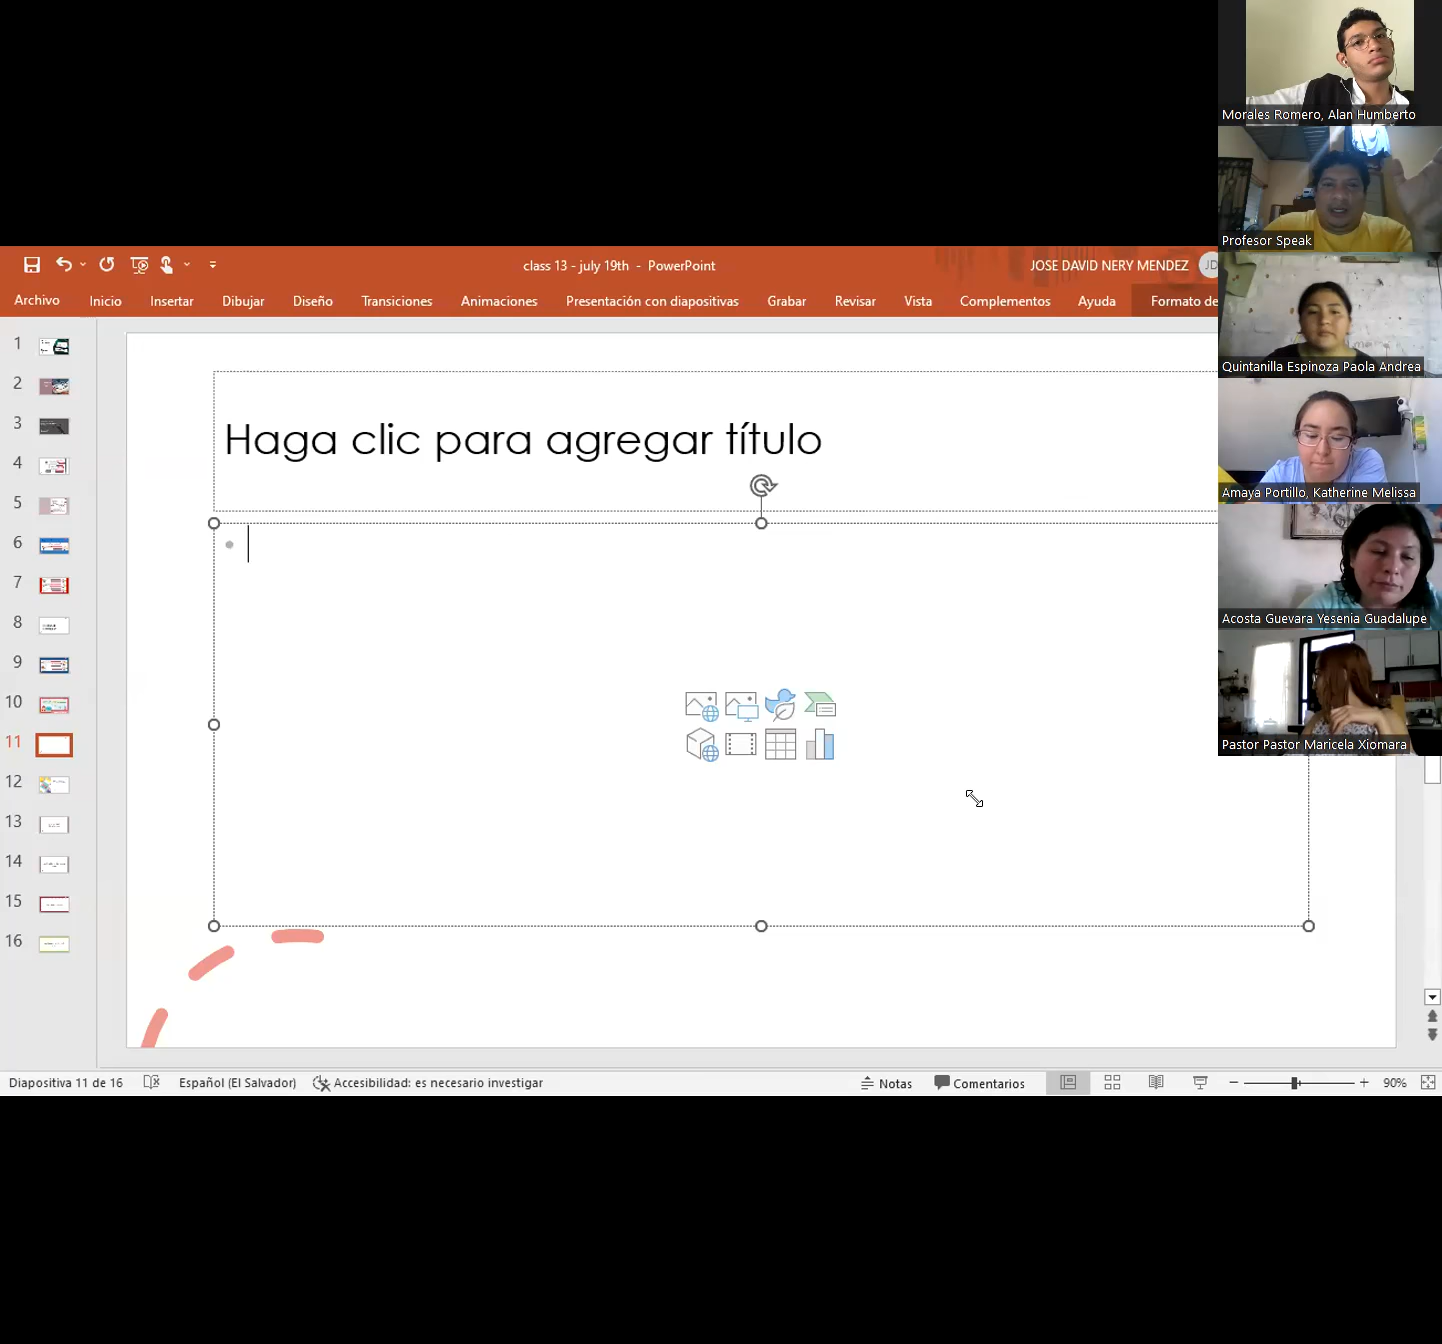 Morales Romero, Alan Humberto
Profesor Speak
class 13 - july 19th - PowerPoint
JOSE DAVID NERY MENDEZ
JD
Archivo Inicio Insertar Dibujar Diseño Transiciones Animaciones Presentación con diapositivas Grabar Revisar Vista Complementos Ayuda Formato de
Quintanilla Espinoza Paola Andrea
Haga clic para agregar título
Amaya Portillo, Katherine Melissa
Acosta Guevara Yesenia Guadalupe
Pastor Pastor Maricela Xiomara
1
2
3
4
5
6
7
8
9
10
11
12
13
14
15
16
Diapositiva 11 de 16 Español (El Salvador) Accesibilidad: es necesario investigar Notas Comentarios 90%